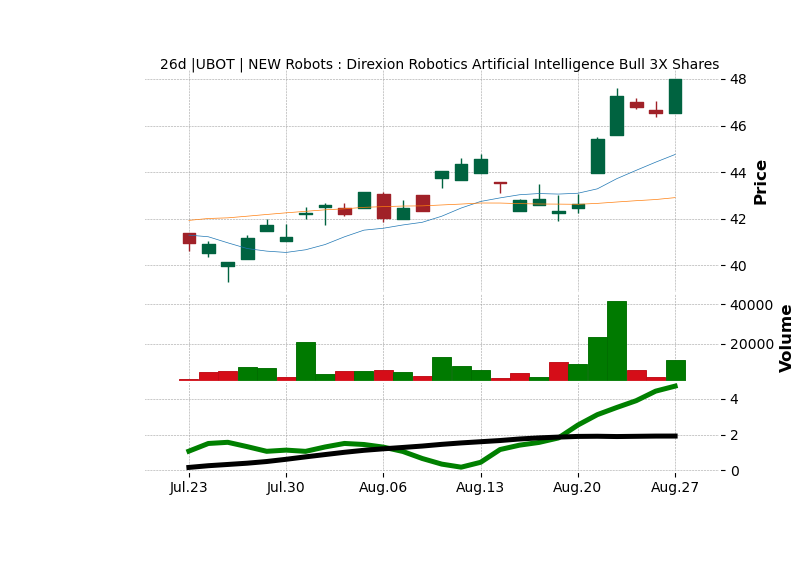 26d |UBOT | NEW Robots : Direxion Robotics Artificial Intelligence Bull 3X Shares
48
46
44
42
40
Price
40000
20000
Volume
4
2
0
Jul.23 Jul.30 Aug.06 Aug.13 Aug.20 Aug.27